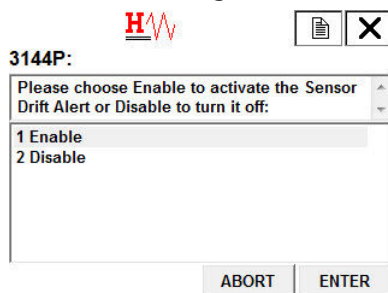 H
3144P:
Please choose Enable to activate the Sensor
Drift Alert or Disable to turn it off:
1 Enable
2 Disable
ABORT ENTER